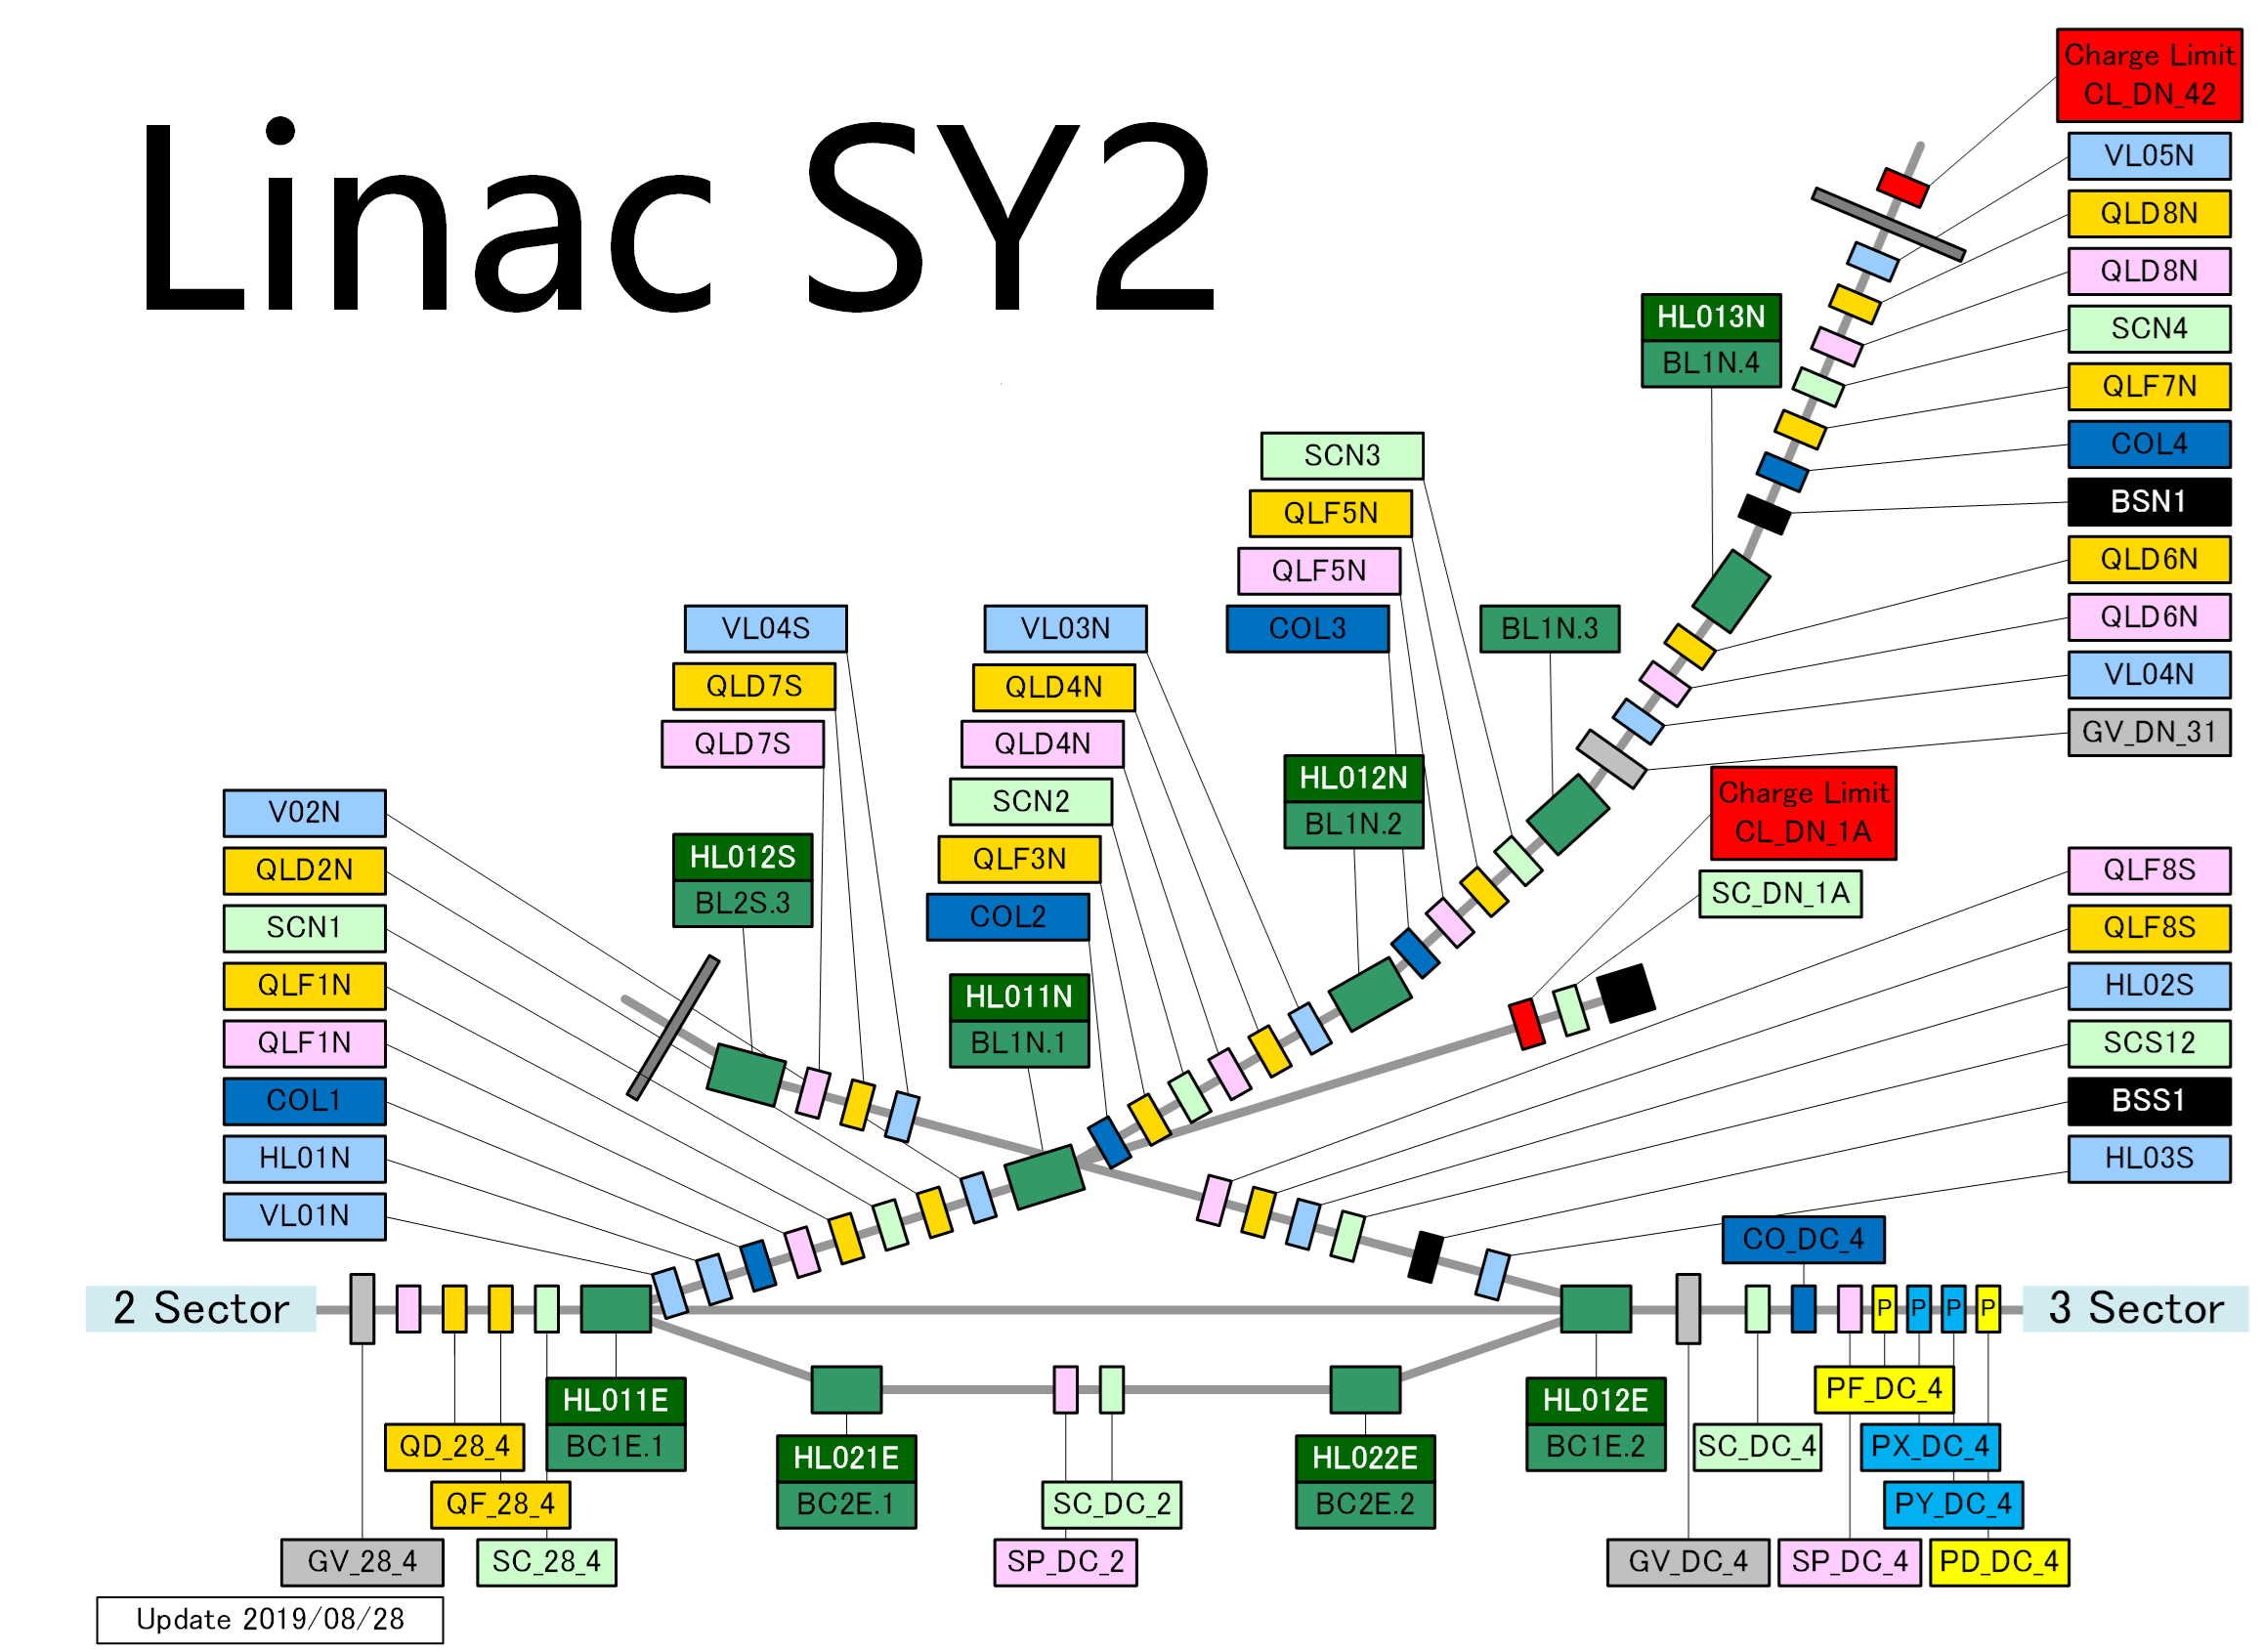 Linac SY2
Charge Limit
CL_DN_42
VL05N
QLD8N
QLD8N
SCN4
QLF7N
COL4
BSN1
QLD6N
QLD6N
VL04N
GV_DN_31
HL013N
BL1N.4
SCN3
QLF5N
QLF5N
COL3
BL1N.3
HL012N
BL1N.2
VL04S
QLD7S
QLD7S
HL012S
BL2S.3
VL03N
QLD4N
QLD4N
SCN2
QLF3N
COL2
HL011N
BL1N.1
Charge Limit
CL_DN_1A
SC_DN_1A
V02N
QLD2N
SCN1
QLF1N
QLF1N
COL1
HL01N
VL01N
QLF8S
QLF8S
HL02S
SCS12
BSS1
HL03S
CO_DC_4
2 Sector
P
P
P
P
3 Sector
HL011E
BC1E.1
QD_28_4
QF_28_4
GV_28_4
SC_28_4
HL021E
BC2E.1
SC_DC_2
SP_DC_2
HL022E
BC2E.2
HL012E
BC1E.2
PF_DC_4
SC_DC_4
PX_DC_4
PY_DC_4
GV_DC_4
SP_DC_4
PD_DC_4
Update 2019/08/28